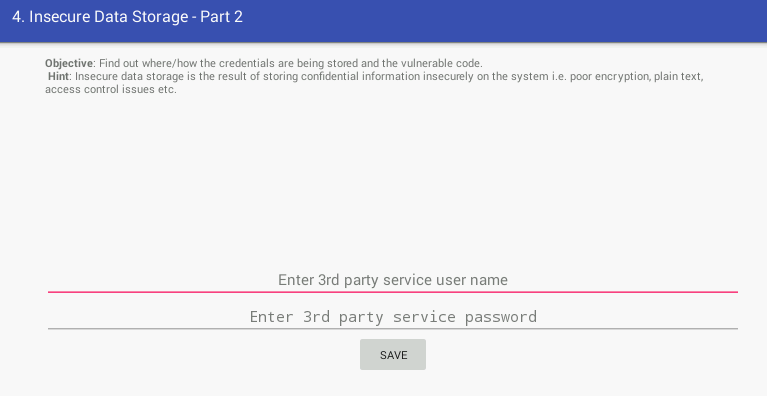 4. Insecure Data Storage - Part 2
Objective: Find out where/how the credentials are being stored and the vulnerable code.
Hint: Insecure data storage is the result of storing confidential information insecurely on the system i.e. poor encryption, plain text,
access control issues etc.
Enter 3rd party service user name
Enter 3rd party service password
SAVE